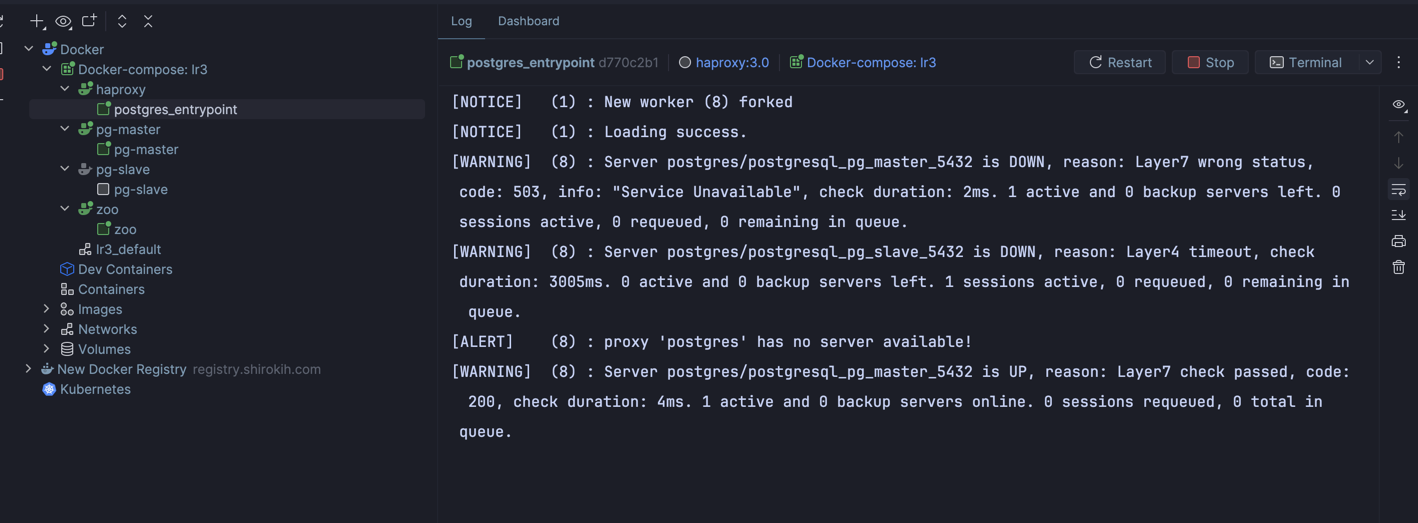 Docker
Docker-compose: lr3
haproxy
postgres_entrypoint
pg-master
pg-master
pg-slave
pg-slave
zoo
zoo
lr3_default
Dev Containers
Containers
Images
Networks
Volumes
New Docker Registry registry.shirokih.com
Kubernetes
Log Dashboard
postgres_entrypoint d770c2b1 haproxy:3.0 Docker-compose: lr3 Restart Stop Terminal
[NOTICE] (1) : New worker (8) forked
[NOTICE] (1) : Loading success.
[WARNING] (8) : Server postgres/postgresql_pg_master_5432 is DOWN, reason: Layer7 wrong status,
code: 503, info: "Service Unavailable", check duration: 2ms. 1 active and 0 backup servers left. 0
sessions active, 0 requeued, 0 remaining in queue.
[WARNING] (8) : Server postgres/postgresql_pg_slave_5432 is DOWN, reason: Layer4 timeout, check
duration: 3005ms. 0 active and 0 backup servers left. 1 sessions active, 0 requeued, 0 remaining in
queue.
[ALERT] (8) : proxy 'postgres' has no server available!
[WARNING] (8) : Server postgres/postgresql_pg_master_5432 is UP, reason: Layer7 check passed, code:
200, check duration: 4ms. 1 active and 0 backup servers online. 0 sessions requeued, 0 total in
queue.